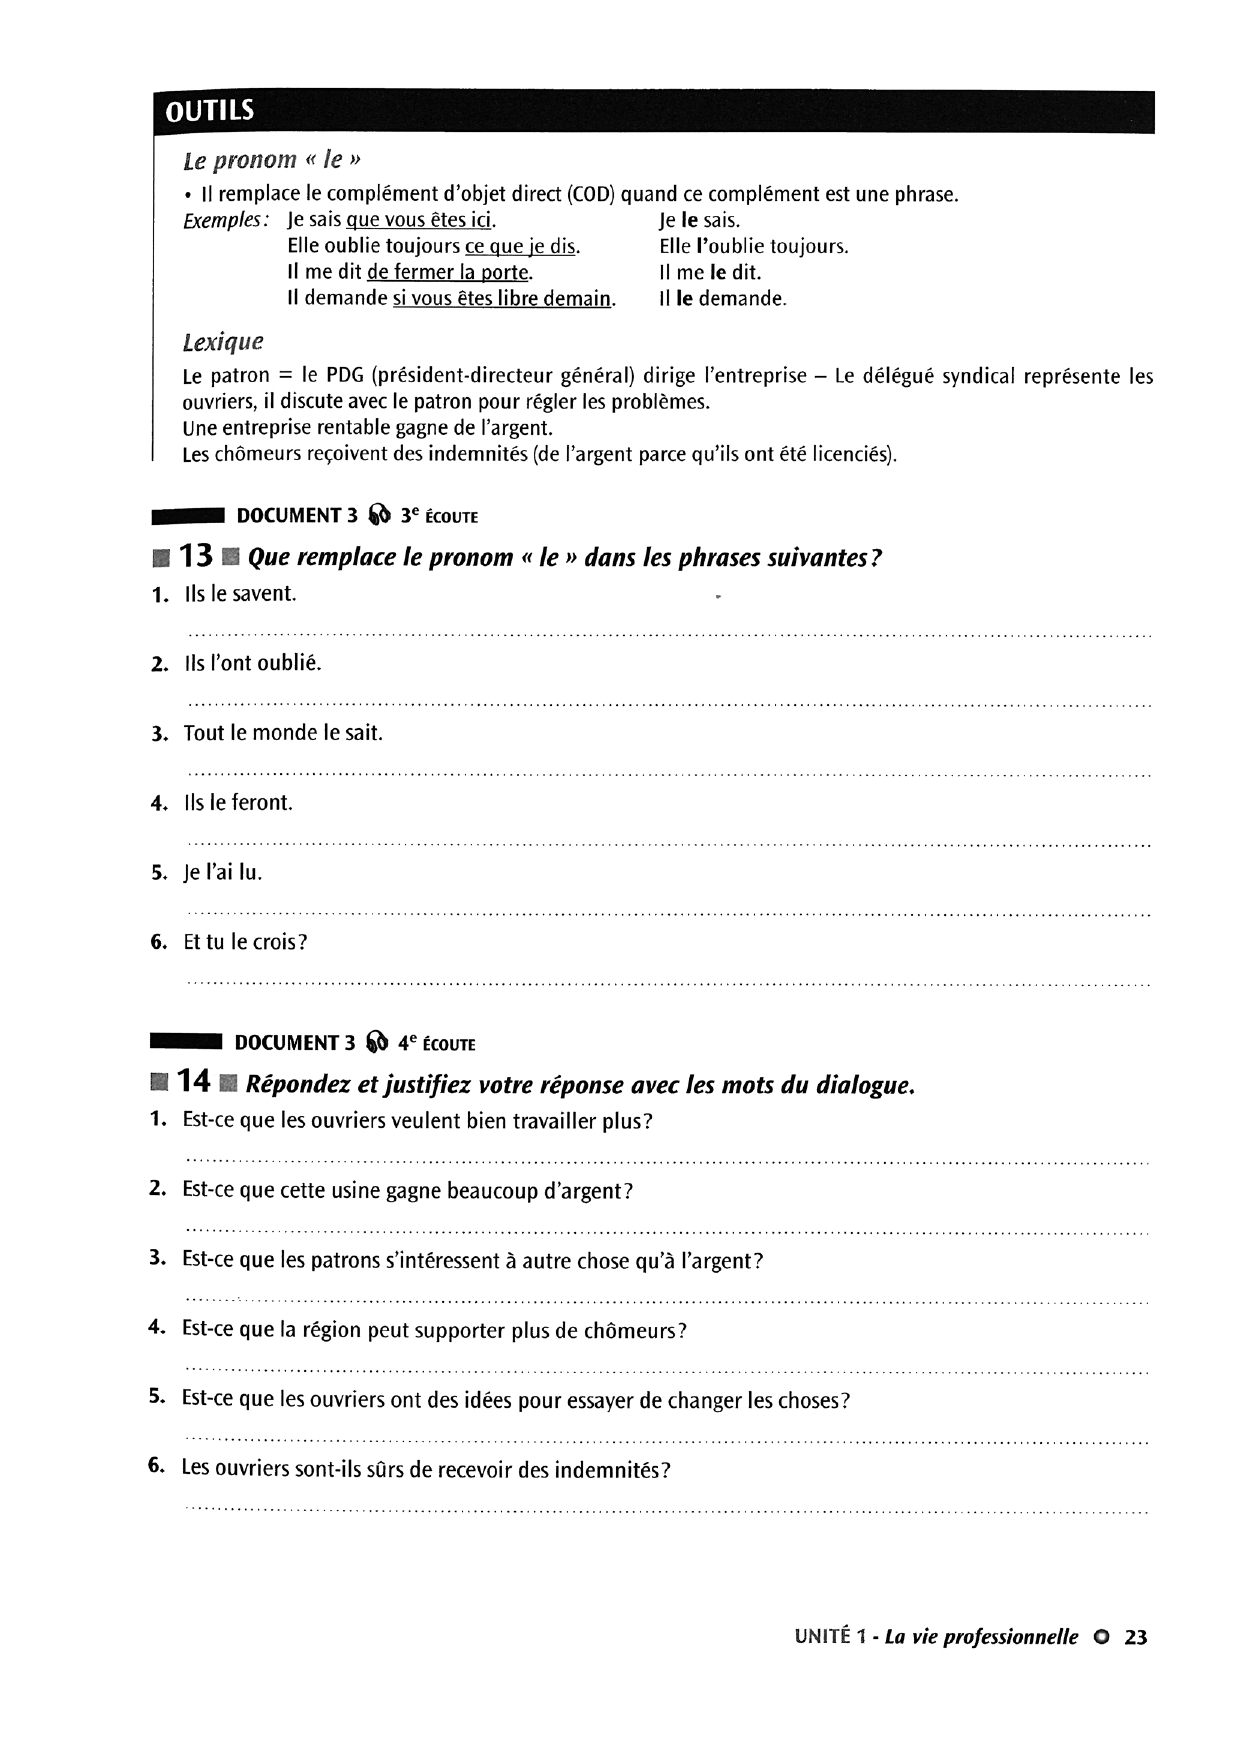 OUTILS
Le pronom « le »
• Il remplace le complément d'objet direct (COD) quand ce complément est une phrase.
Exemples : Je sais que vous êtes ici. Je le sais.
Elle oublie toujours ce que je dis. Elle l'oublie toujours.
Il me dit de fermer la porte. Il me le dit.
Il demande si vous êtes libre demain. Il le demande.
Lexique
Le patron = le PDG (président-directeur général) dirige l'entreprise – Le délégué syndical représente les
ouvriers, il discute avec le patron pour régler les problèmes.
Une entreprise rentable gagne de l'argent.
Les chômeurs reçoivent des indemnités (de l'argent parce qu'ils ont été licenciés).
DOCUMENT 3 3e ÉCOUTE
13 Que remplace le pronom « le » dans les phrases suivantes ?
1. Ils le savent.
2. Ils l'ont oublié.
3. Tout le monde le sait.
4. Ils le feront.
5. Je l'ai lu.
6. Et tu le crois ?
DOCUMENT 3 4e ÉCOUTE
14 Répondez et justifiez votre réponse avec les mots du dialogue.
1. Est-ce que les ouvriers veulent bien travailler plus ?
2. Est-ce que cette usine gagne beaucoup d'argent ?
3. Est-ce que les patrons s'intéressent à autre chose qu'à l'argent ?
4. Est-ce que la région peut supporter plus de chômeurs ?
5. Est-ce que les ouvriers ont des idées pour essayer de changer les choses ?
6. Les ouvriers sont-ils sûrs de recevoir des indemnités ?
UNITÉ 1 - La vie professionnelle 23